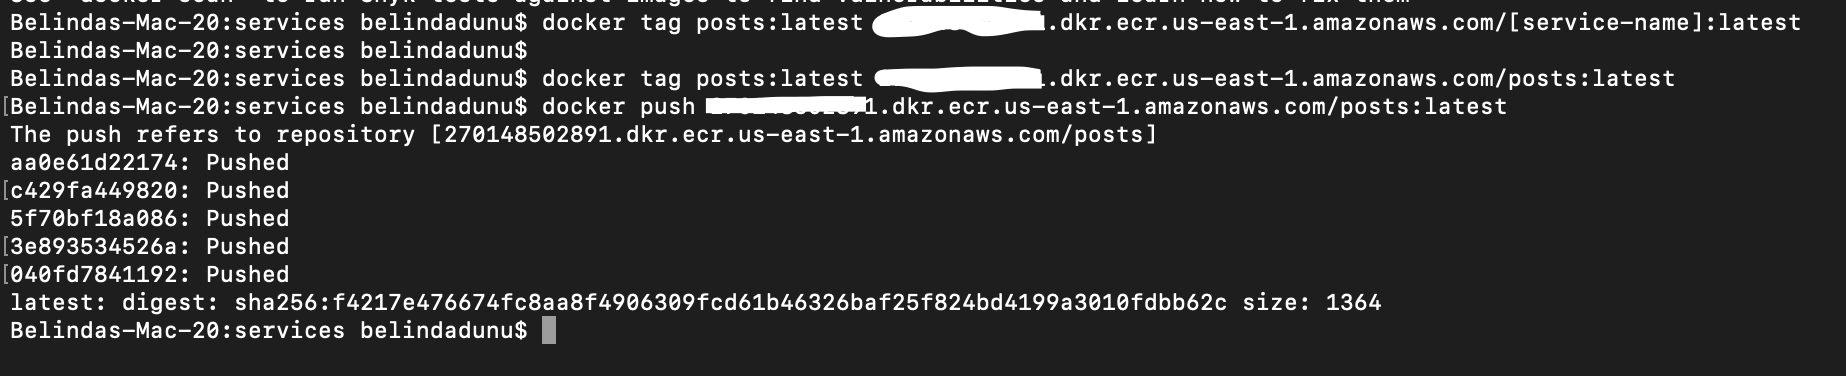 Belindas-Mac-20:services belindadunu$ docker tag posts:latest .dkr.ecr.us-east-1.amazonaws.com/[service-name]:latest
Belindas-Mac-20:services belindadunu$
Belindas-Mac-20:services belindadunu$ docker tag posts:latest .dkr.ecr.us-east-1.amazonaws.com/posts:latest
[Belindas-Mac-20:services belindadunu$ docker push 1.dkr.ecr.us-east-1.amazonaws.com/posts:latest
The push refers to repository [270148502891.dkr.ecr.us-east-1.amazonaws.com/posts]
aa0e61d22174: Pushed
[c429fa449820: Pushed
5f70bf18a086: Pushed
[3e893534526a: Pushed
[040fd7841192: Pushed
latest: digest: sha256:f4217e476674fc8aa8f4906309fcd61b46326baf25f824bd4199a3010fdbb62c size: 1364
Belindas-Mac-20:services belindadunu$